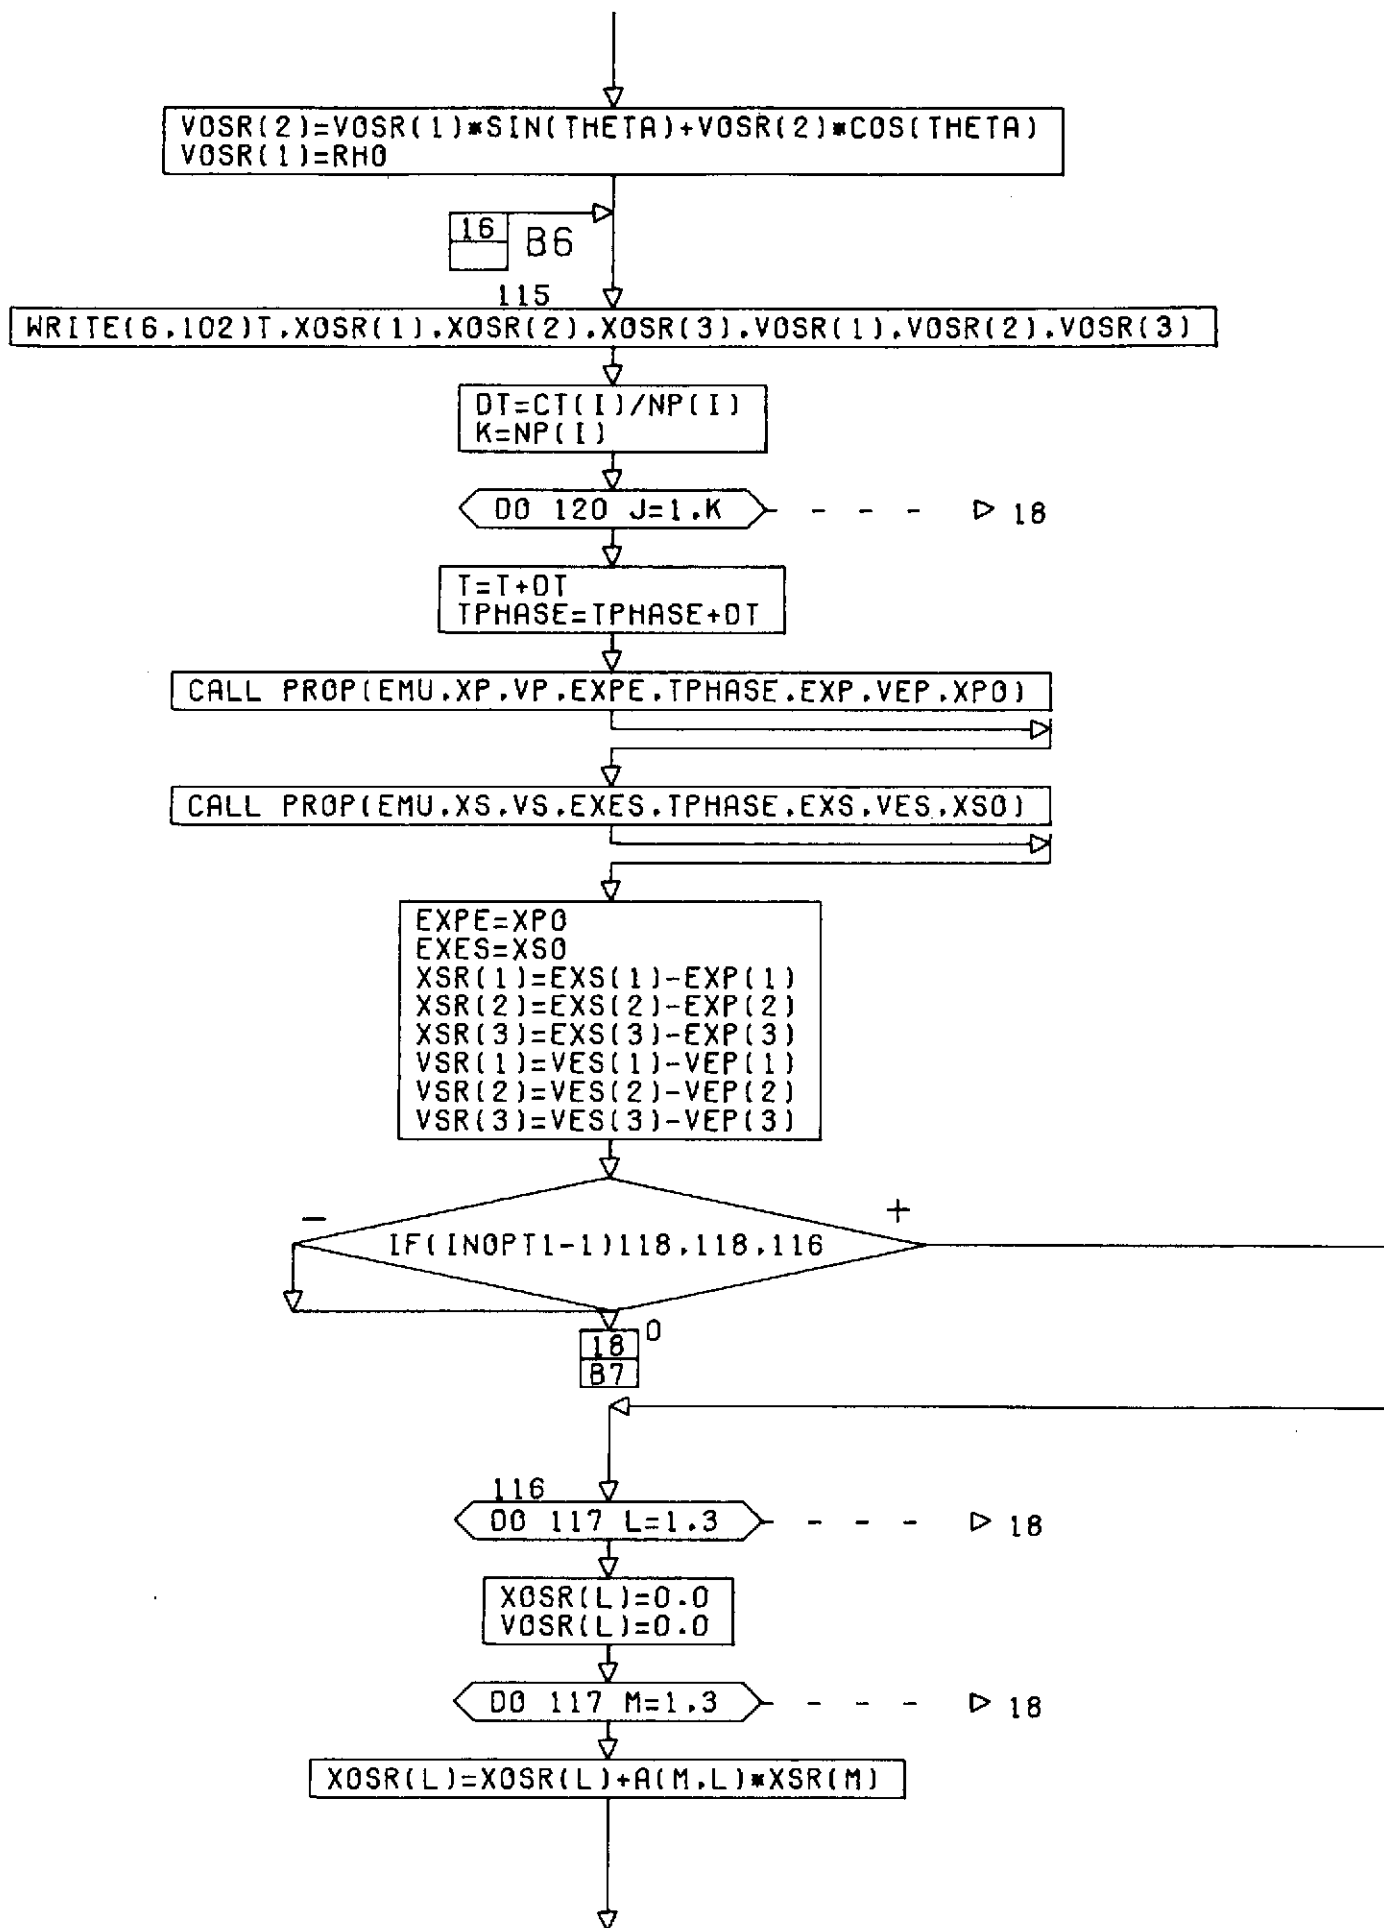 VOSR(2)=VOSR(1)*SIN(THETA)+VOSR(2)*COS(THETA)
VOSR(1)=RHO
16
B6
115
WRITE(6,102)T,XOSR(1),XOSR(2),XOSR(3),VOSR(1),VOSR(2),VOSR(3)
DT=CT(I)/NP(I)
K=NP(I)
DO 120 J=1,K
18
T=T+DT
TPHASE=TPHASE+DT
CALL PROP(EMU,XP,VP,EXPE,TPHASE,EXP,VEP,XPO)
CALL PROP(EMU,XS,VS,EXES,TPHASE,EXS,VES,XSO)
EXPE=XPO
EXES=XSO
XSR(1)=EXS(1)-EXP(1)
XSR(2)=EXS(2)-EXP(2)
XSR(3)=EXS(3)-EXP(3)
VSR(1)=VES(1)-VEP(1)
VSR(2)=VES(2)-VEP(2)
VSR(3)=VES(3)-VEP(3)
- +
IF(INOPT1-1)118,118,116
0
18
B7
116
DO 117 L=1,3
18
XOSR(L)=0.0
VOSR(L)=0.0
DO 117 M=1,3
18
XOSR(L)=XOSR(L)+A(M,L)*XSR(M)